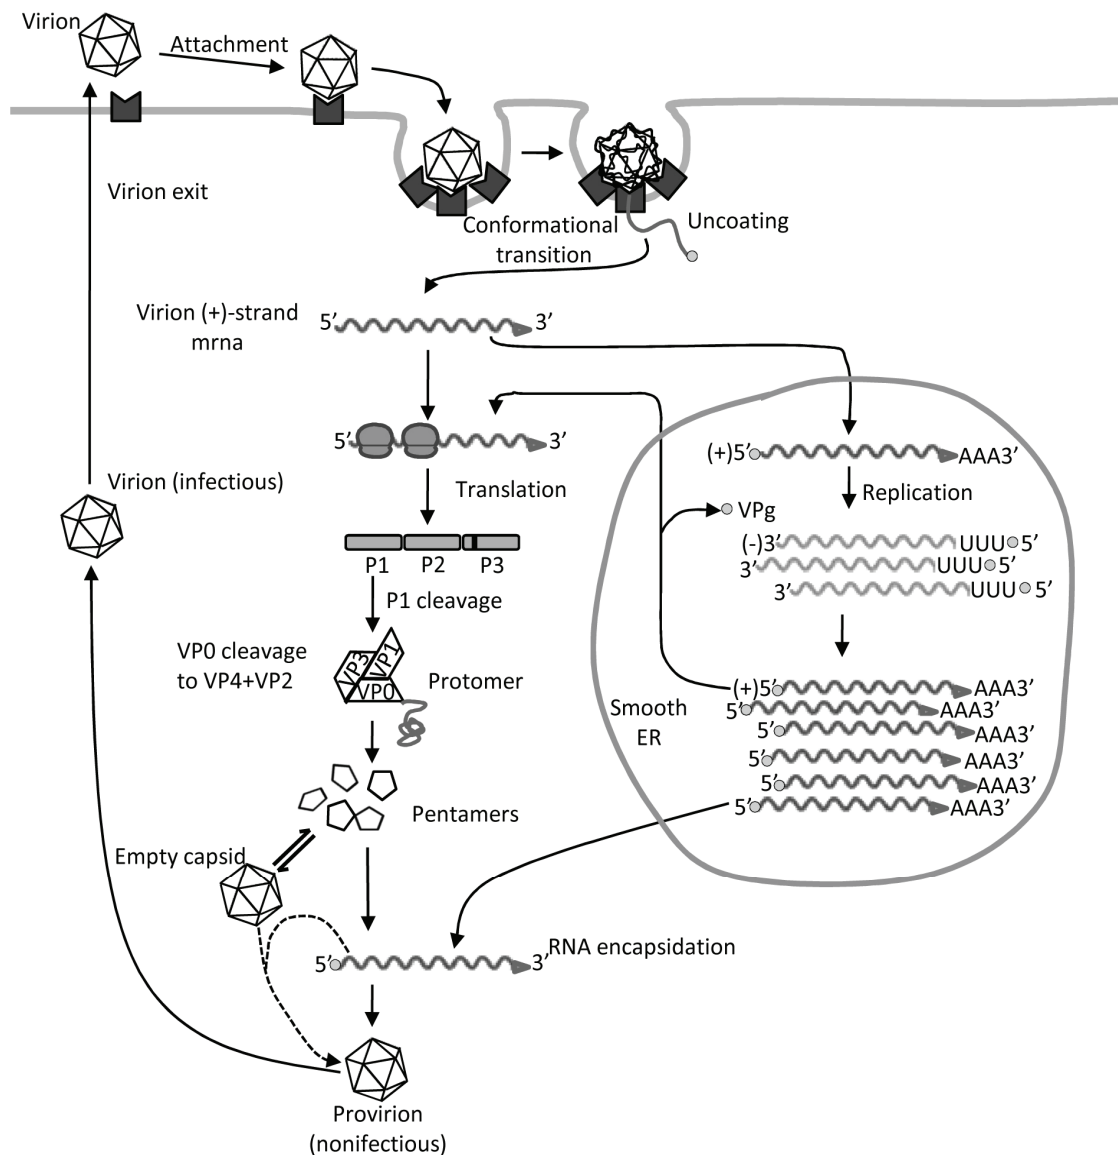 Virion
Attachment
Virion exit
Conformational
transition
Uncoating
Virion (+)-strand
mrna
5’ 3’
5’ 3’
Translation
(+)5’ AAA3’
Replication
VPg
(-)3’ UUU 5’
3’ UUU 5’
3’ UUU 5’
Virion (infectious)
P1 P2 P3
P1 cleavage
VP0 cleavage
to VP4+VP2
VP3 VP1
VP0
Protomer
Smooth
ER
(+)5’ AAA3’
5’ AAA3’
5’ AAA3’
5’ AAA3’
5’ AAA3’
5’ AAA3’
Pentamers
Empty capsid
5’ 3’
RNA encapsidation
Provirion
(nonifectious)